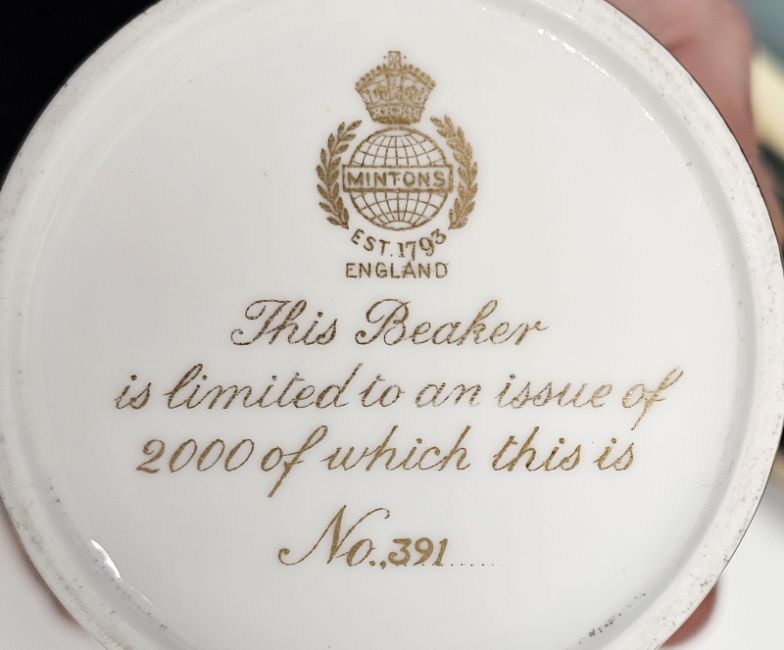 MINTONS
EST. 1793
ENGLAND
This Beaker
is limited to an issue of
2000 of which this is
No. 391